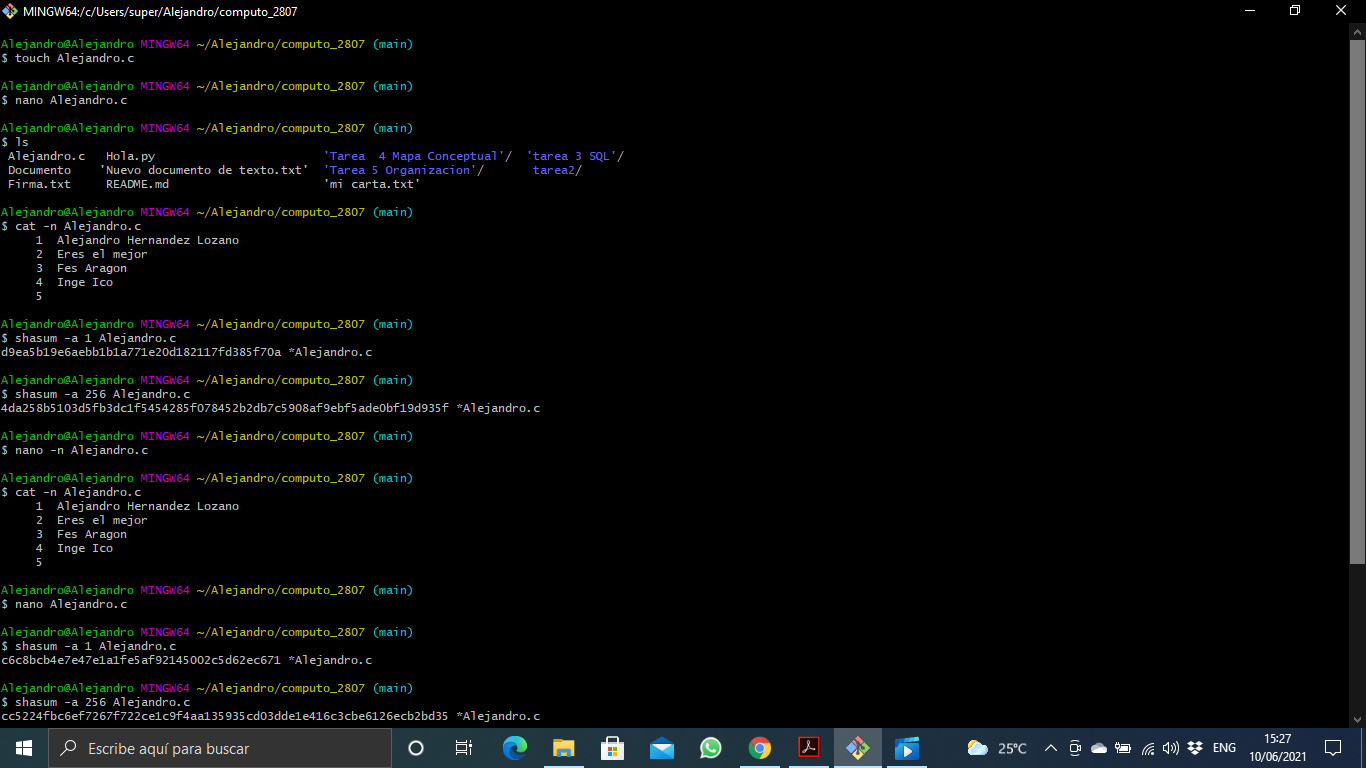 MINGW64:/c/Users/super/Alejandro/computo_2807
Alejandro@Alejandro MINGW64 ~/Alejandro/computo_2807 (main)
$ touch Alejandro.c
Alejandro@Alejandro MINGW64 ~/Alejandro/computo_2807 (main)
$ nano Alejandro.c
Alejandro@Alejandro MINGW64 ~/Alejandro/computo_2807 (main)
$ ls
Alejandro.c Hola.py 'Tarea  4 Mapa Conceptual'/ 'tarea 3 SQL'/
Documento 'Nuevo documento de texto.txt' 'Tarea 5 Organizacion'/ tarea2/
Firma.txt README.md 'mi carta.txt'
Alejandro@Alejandro MINGW64 ~/Alejandro/computo_2807 (main)
$ cat -n Alejandro.c
1 Alejandro Hernandez Lozano
2 Eres el mejor
3 Fes Aragon
4 Inge Ico
5
Alejandro@Alejandro MINGW64 ~/Alejandro/computo_2807 (main)
$ shasum -a 1 Alejandro.c
d9ea5b19e6aebb1b1a771e20d182117fd385f70a *Alejandro.c
Alejandro@Alejandro MINGW64 ~/Alejandro/computo_2807 (main)
$ shasum -a 256 Alejandro.c
4da258b5103d5fb3dc1f5454285f078452b2db7c5908af9ebf5ade0bf19d935f *Alejandro.c
Alejandro@Alejandro MINGW64 ~/Alejandro/computo_2807 (main)
$ nano -n Alejandro.c
Alejandro@Alejandro MINGW64 ~/Alejandro/computo_2807 (main)
$ cat -n Alejandro.c
1 Alejandro Hernandez Lozano
2 Eres el mejor
3 Fes Aragon
4 Inge Ico
5
Alejandro@Alejandro MINGW64 ~/Alejandro/computo_2807 (main)
$ nano Alejandro.c
Alejandro@Alejandro MINGW64 ~/Alejandro/computo_2807 (main)
$ shasum -a 1 Alejandro.c
c6c8bcb4e7e47e1a1fe5af92145002c5d62ec671 *Alejandro.c
Alejandro@Alejandro MINGW64 ~/Alejandro/computo_2807 (main)
$ shasum -a 256 Alejandro.c
cc5224fbc6ef7267f722ce1c9f4aa135935cd03dde1e416c3cbe6126ecb2bd35 *Alejandro.c
Escribe aquí para buscar
25°C
ENG
15:27
10/06/2021